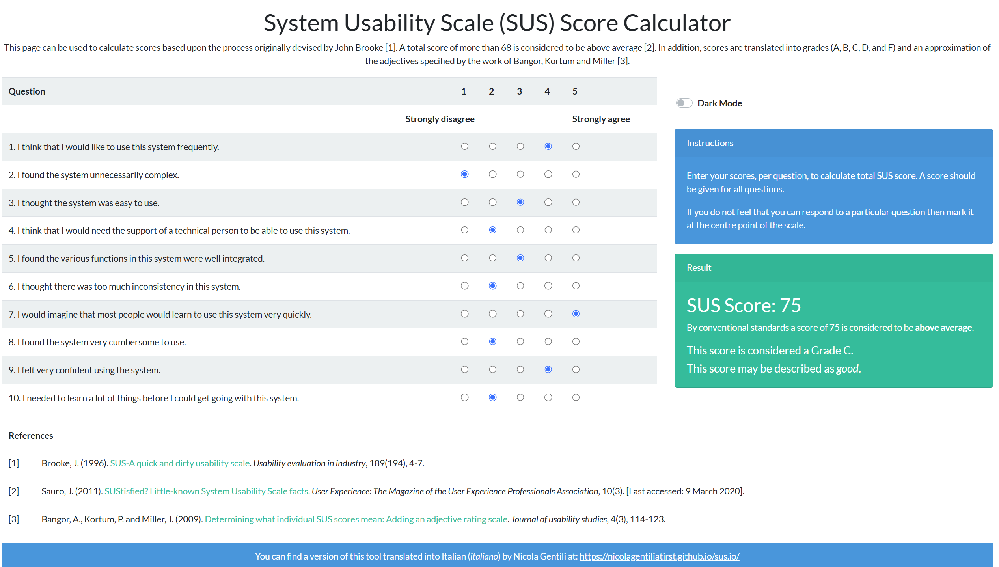 System Usability Scale (SUS) Score Calculator
This page can be used to calculate scores based upon the process originally devised by John Brooke [1]. A total score of more than 68 is considered to be above average [2]. In addition, scores are translated into grades (A, B, C, D, and F) and an approximation of
the adjectives specified by the work of Bangor, Kortum and Miller [3].
Question 1 2 3 4 5
Strongly disagree Strongly agree
1. I think that I would like to use this system frequently.
2. I found the system unnecessarily complex.
3. I thought the system was easy to use.
4. I think that I would need the support of a technical person to be able to use this system.
5. I found the various functions in this system were well integrated.
6. I thought there was too much inconsistency in this system.
7. I would imagine that most people would learn to use this system very quickly.
8. I found the system very cumbersome to use.
9. I felt very confident using the system.
10. I needed to learn a lot of things before I could get going with this system.
Dark Mode
Instructions
Enter your scores, per question, to calculate total SUS score. A score should
be given for all questions.
If you do not feel that you can respond to a particular question then mark it
at the centre point of the scale.
Result
SUS Score: 75
By conventional standards a score of 75 is considered to be above average.
This score is considered a Grade C.
This score may be described as good.
References
[1] Brooke, J. (1996). SUS-A quick and dirty usability scale. Usability evaluation in industry, 189(194), 4-7.
[2] Sauro, J. (2011). SUStisfied? Little-known System Usability Scale facts. User Experience: The Magazine of the User Experience Professionals Association, 10(3). [Last accessed: 9 March 2020].
[3] Bangor, A., Kortum, P. and Miller, J. (2009). Determining what individual SUS scores mean: Adding an adjective rating scale. Journal of usability studies, 4(3), 114-123.
You can find a version of this tool translated into Italian (italiano) by Nicola Gentili at: https://nicolagentiliatirst.github.io/sus.io/